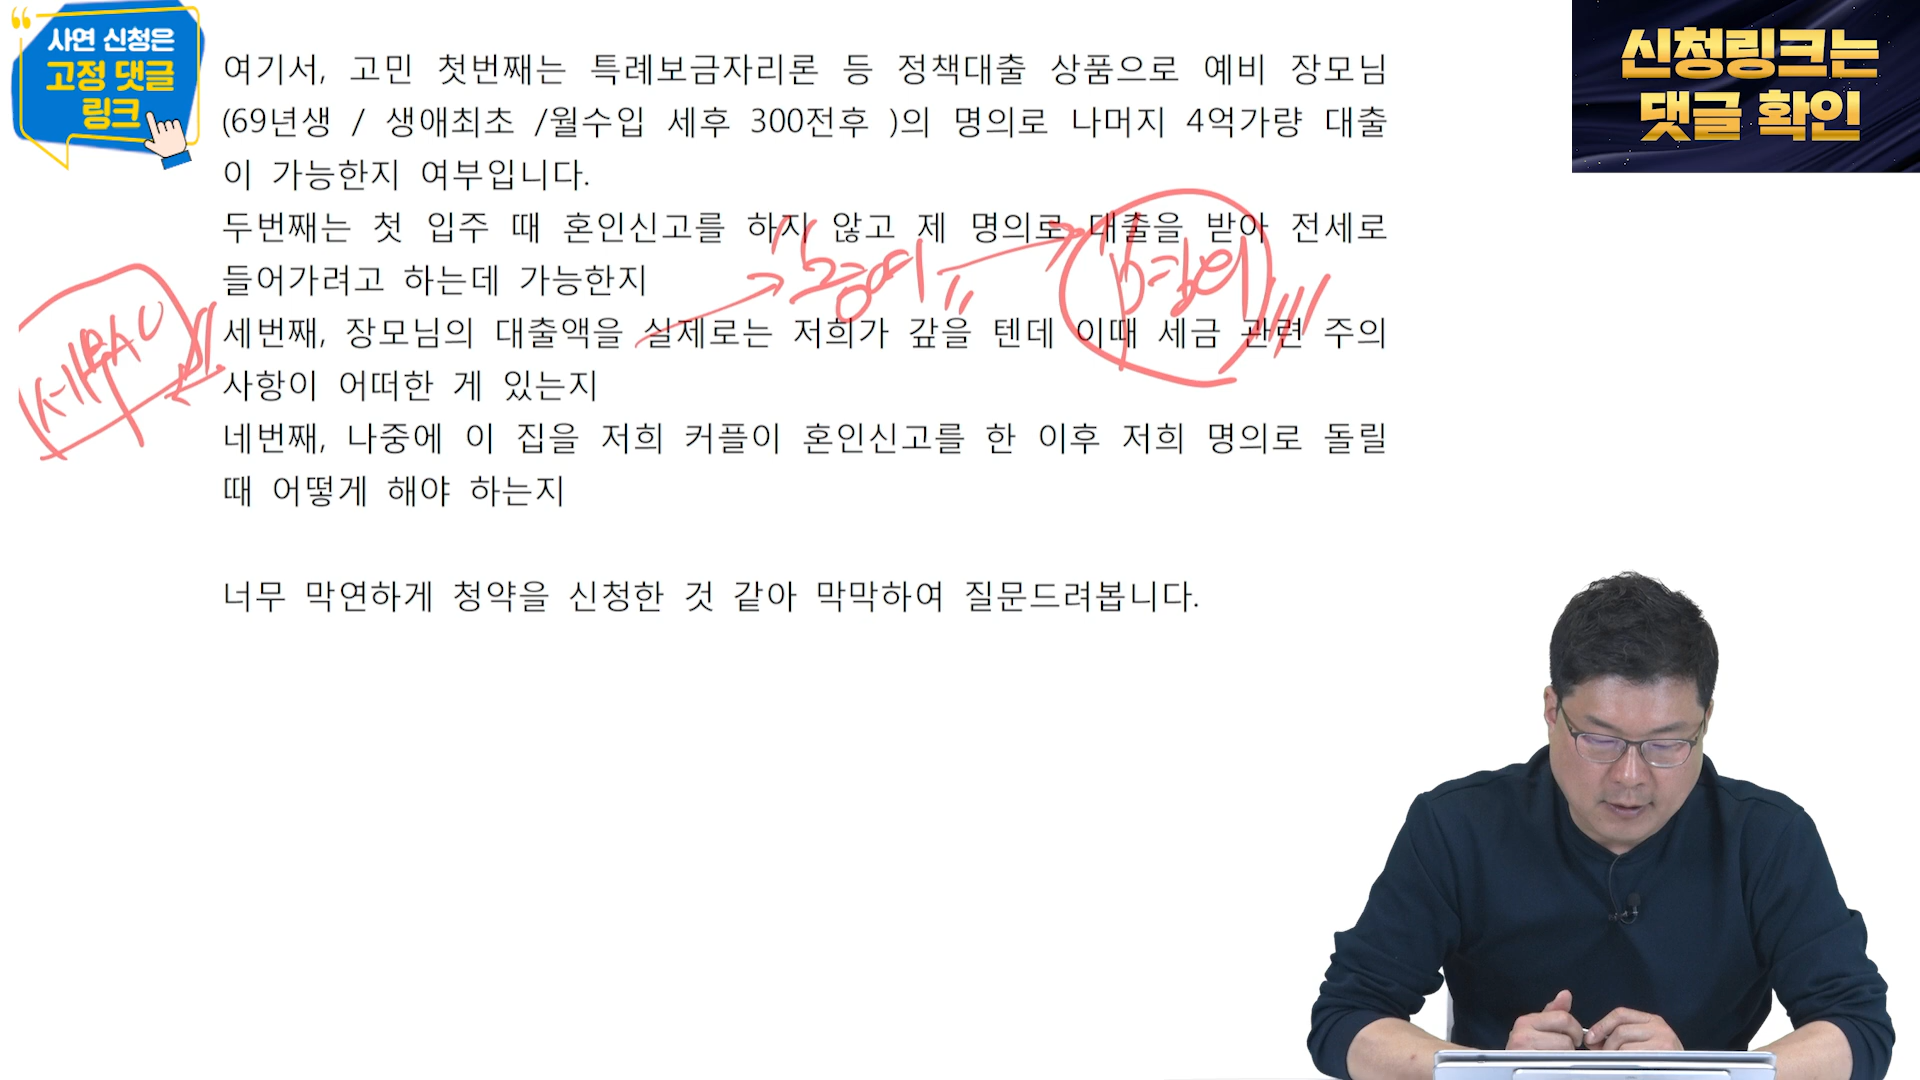 사연 신청은
고정 댓글
링크
신청링크는
댓글 확인
여기서, 고민 첫번째는 특례보금자리론 등 정책대출 상품으로 예비 장모님
(69년생 / 생애최초 /월수입 세후 300전후 )의 명의로 나머지 4억가량 대출
이 가능한지 여부입니다.
두번째는 첫 입주 때 혼인신고를 하지 않고 제 명의로 대출을 받아 전세로
들어가려고 하는데 가능한지
세번째, 장모님의 대출액을 실제로는 저희가 갚을 텐데 이때 세금 관련 주의
사항이 어떠한 게 있는지
네번째, 나중에 이 집을 저희 커플이 혼인신고를 한 이후 저희 명의로 돌릴
때 어떻게 해야 하는지
너무 막연하게 청약을 신청한 것 같아 막막하여 질문드려봅니다.
증여